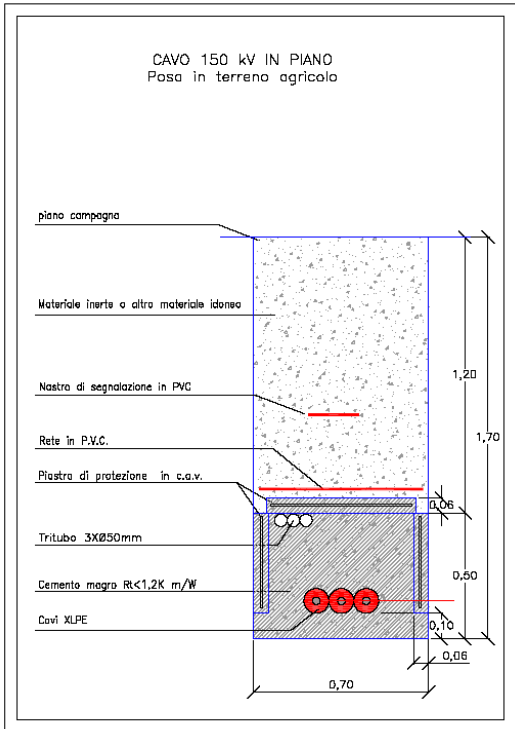 CAVO 150 kV IN PIANO
Posa in terreno agricolo
piano campagna
Materiale inerte o altro materiale idoneo
1,20
Nastro di segnalazione in PVC
1,70
Rete in P.V.C.
Piastra di protezione in c.a.v.
0,06
Tritubo 3XØ50mm
0,50
Cemento magro Rt<1,2K m/W
Cavi XLPE
0,10
0,06
0,70